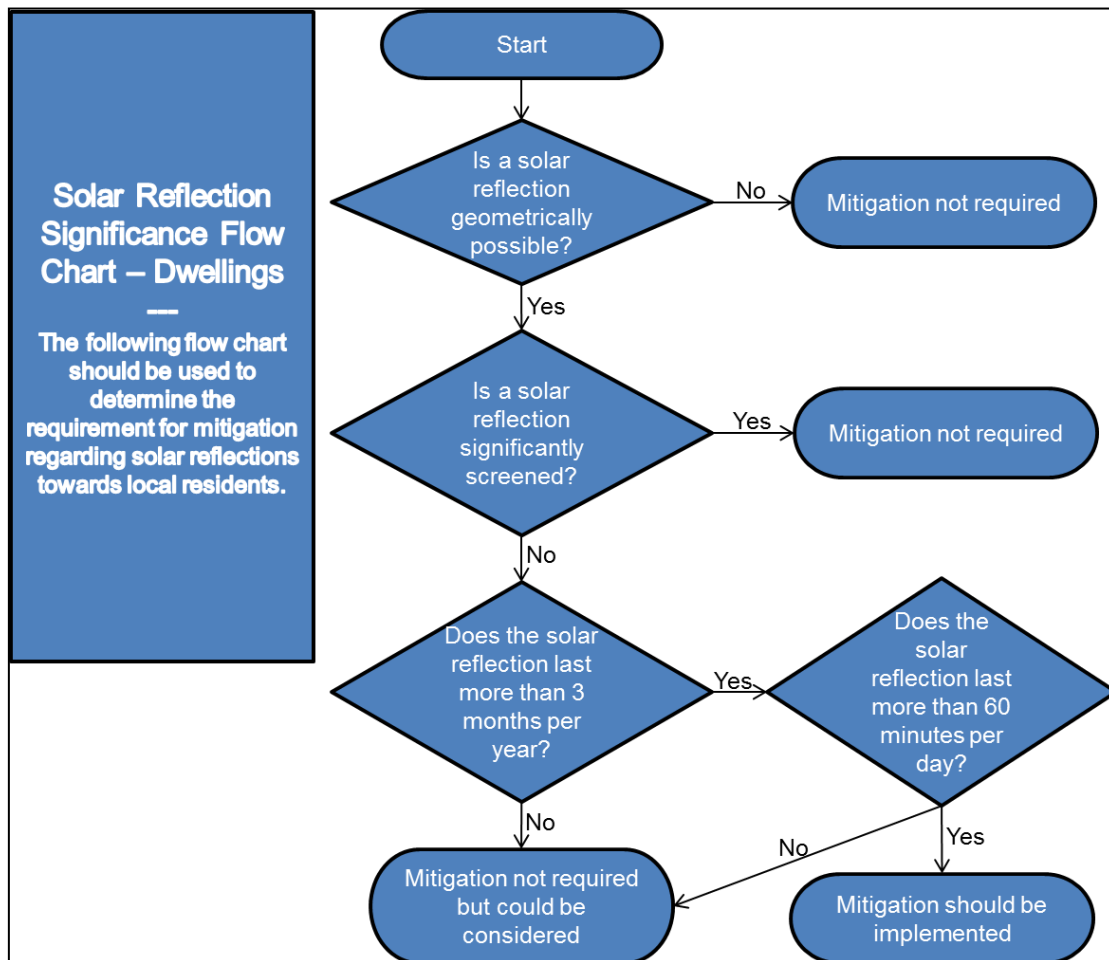 Solar Reflection
Significance Flow
Chart – Dwellings
---
The following flow chart
should be used to
determine the
requirement for mitigation
regarding solar reflections
towards local residents.
Start
Is a solar
reflection
geometrically
possible?
No
Mitigation not required
Yes
Is a solar
reflection
significantly
screened?
Yes
Mitigation not required
No
Does the solar
reflection last
more than 3
months per
year?
Yes
Does the
solar
reflection last
more than 60
minutes per
day?
No
No
Yes
Mitigation not required
but could be
considered
Mitigation should be
implemented